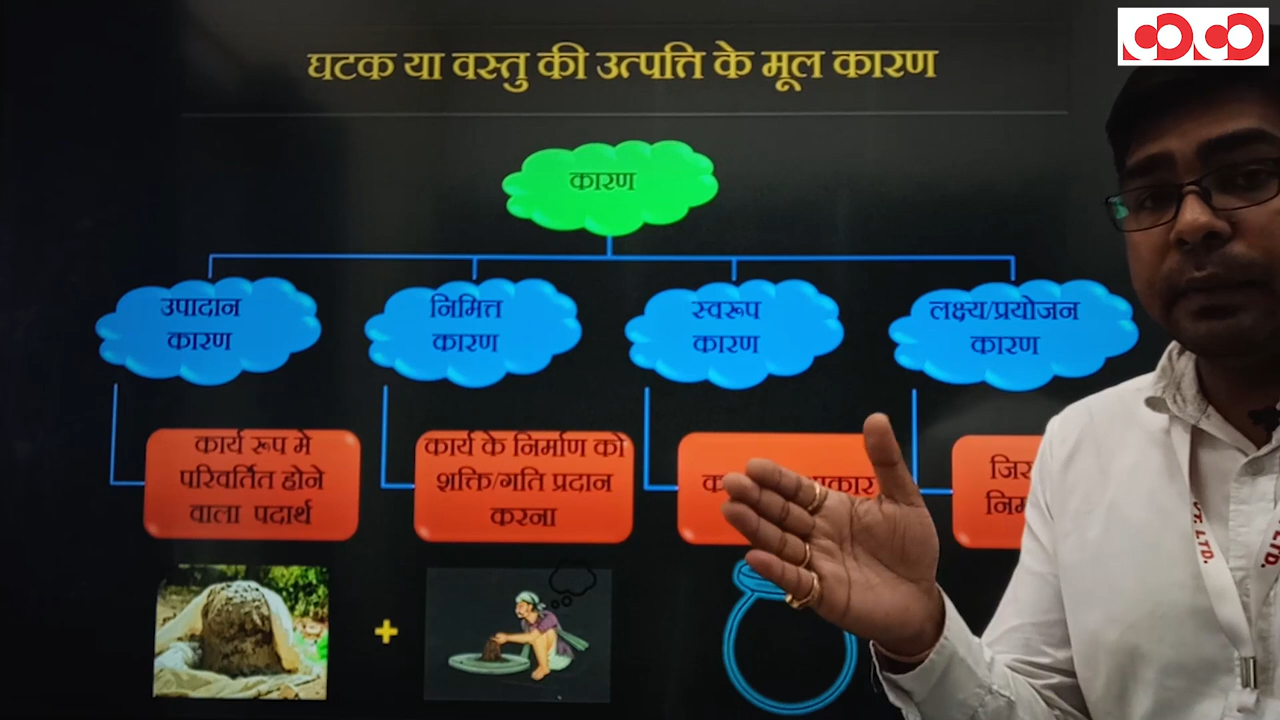 घटक या वस्तु की उत्पत्ति के मूल कारण
कारण
उपादान
कारण
निमित्त
कारण
स्वरूप
कारण
लक्ष्य/प्रयोजन
कारण
कार्य रूप मे
परिवर्तित होने
वाला पदार्थ
कार्य के निर्माण को
शक्ति/गति प्रदान
करना
LTD.